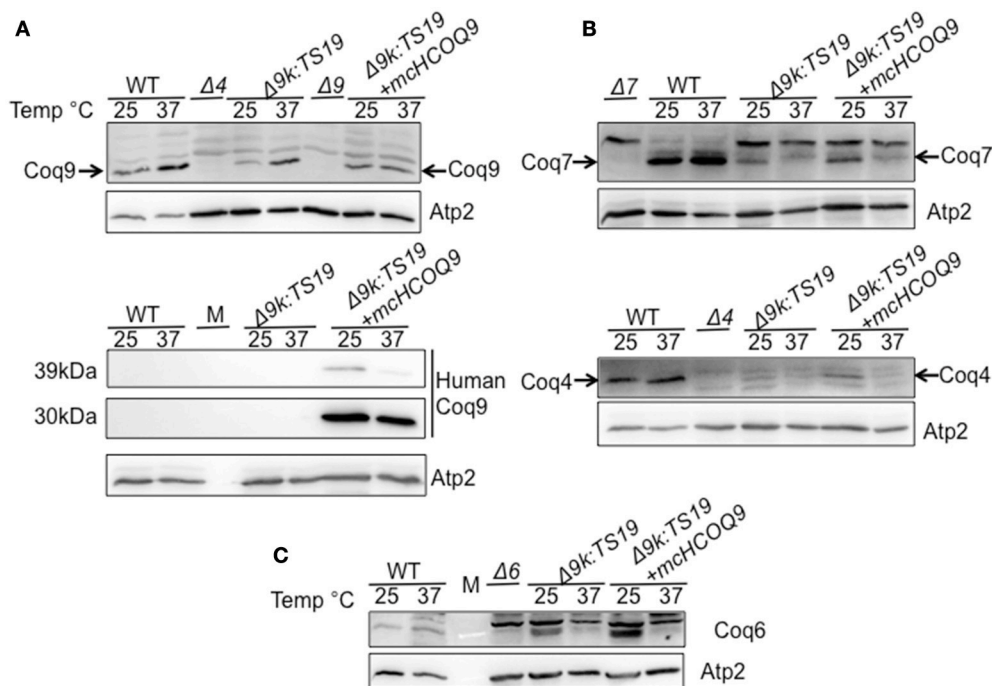 A
WT Δ4 Δ9k:TS19 Δ9 Δ9k:TS19 +mcHCOQ9
Temp °C 25 37 25 37 25 37
Coq9 Coq9
Atp2
WT M Δ9k:TS19 Δ9k:TS19 +mcHCOQ9
25 37 25 37 25 37
39kDa Human
30kDa Coq9
Atp2
B
Δ7 WT Δ9k:TS19 Δ9k:TS19 +mcHCOQ9
25 37 25 37 25 37
Coq7 Coq7
Atp2
WT Δ4 Δ9k:TS19 Δ9k:TS19 +mcHCOQ9
25 37 25 37 25 37
Coq4 Coq4
Atp2
C
WT M Δ6 Δ9k:TS19 Δ9k:TS19 +mcHCOQ9
Temp °C 25 37 25 37 25 37
Coq6
Atp2